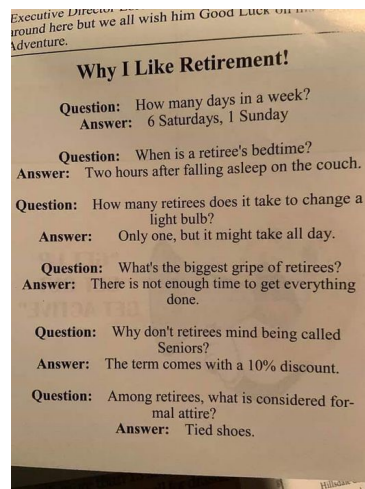 Executive Director
around here but we all wish him Good Luck on
Adventure.
Why I Like Retirement!
Question: How many days in a week?
Answer: 6 Saturdays, 1 Sunday
Question: When is a retiree's bedtime?
Answer: Two hours after falling asleep on the couch.
Question: How many retirees does it take to change a
light bulb?
Answer: Only one, but it might take all day.
Question: What's the biggest gripe of retirees?
Answer: There is not enough time to get everything
done.
Question: Why don't retirees mind being called
Seniors?
Answer: The term comes with a 10% discount.
Question: Among retirees, what is considered for-
mal attire?
Answer: Tied shoes.